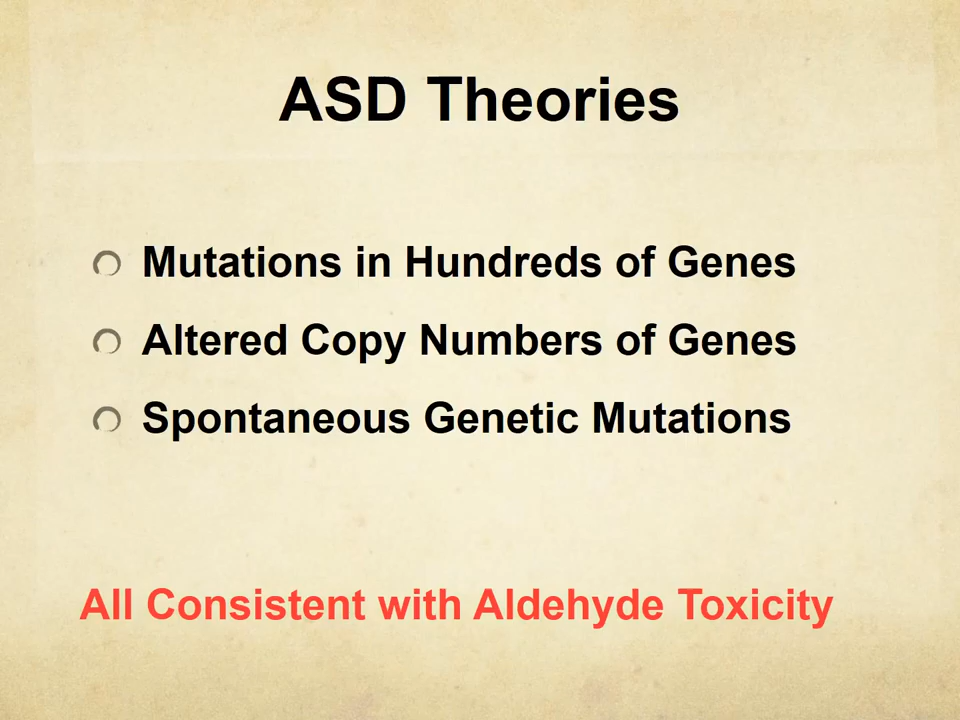 ASD Theories
Mutations in Hundreds of Genes
Altered Copy Numbers of Genes
Spontaneous Genetic Mutations
All Consistent with Aldehyde Toxicity